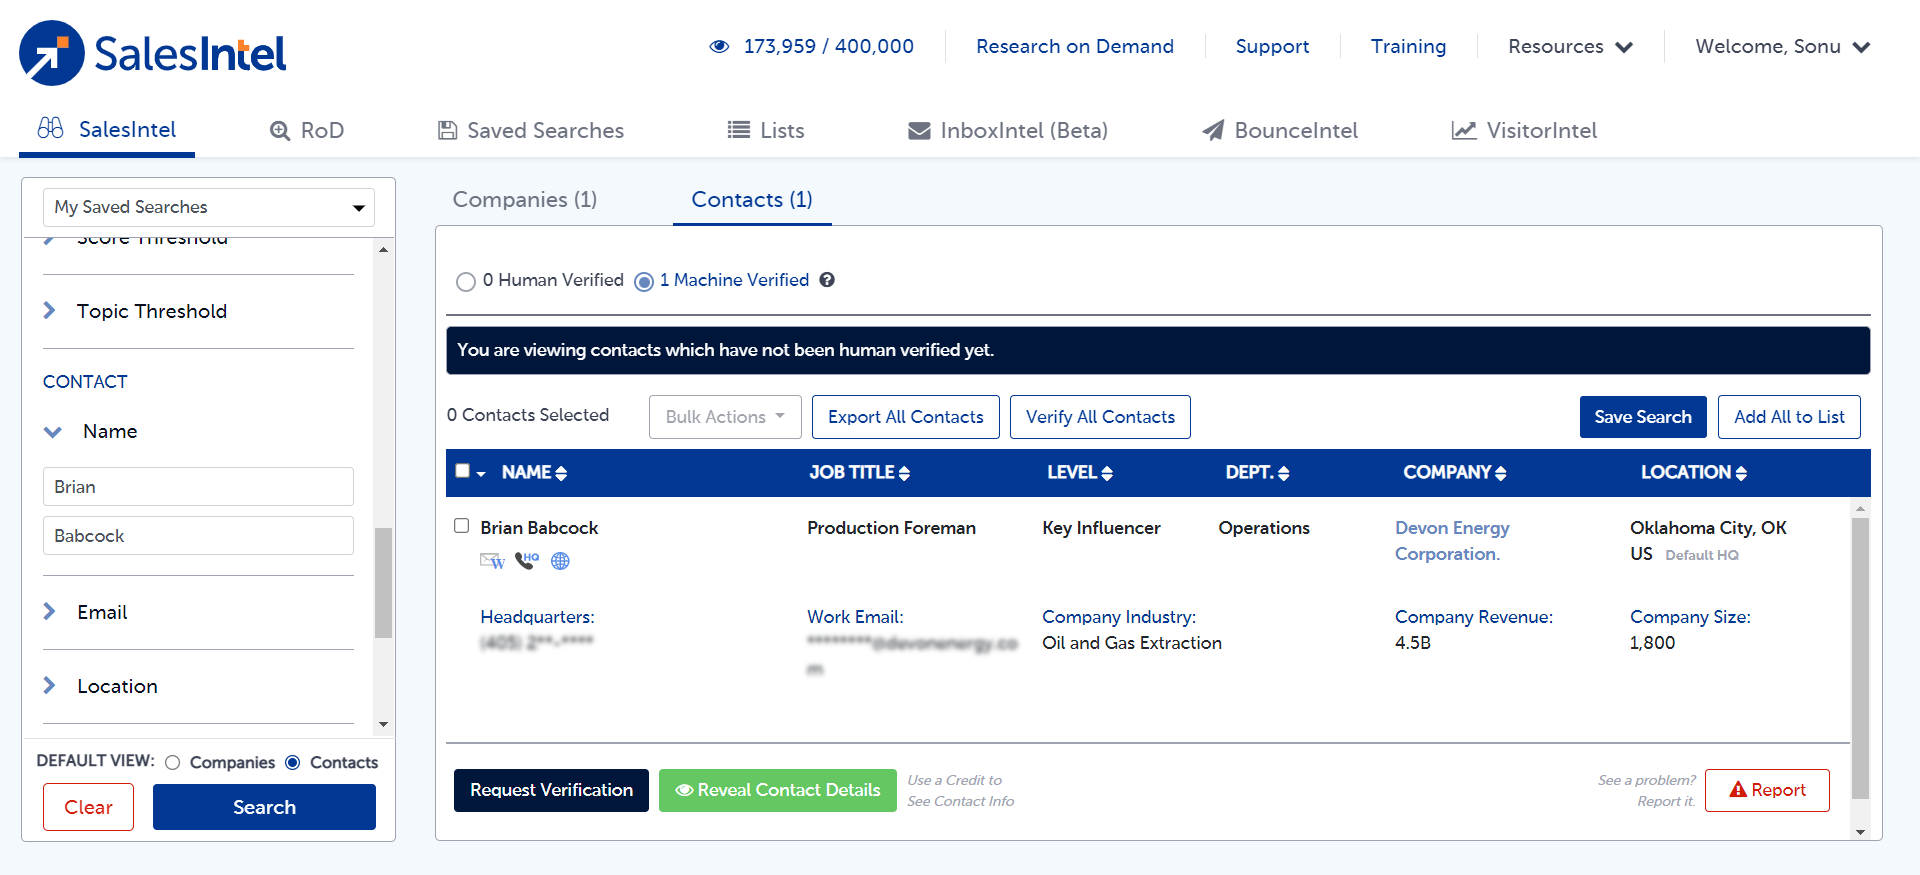 SalesIntel
173,959 / 400,000
Research on Demand
Support
Training
Resources
Welcome, Sonu
SalesIntel
RoD
Saved Searches
Lists
InboxIntel (Beta)
BounceIntel
VisitorIntel
My Saved Searches
Score Threshold
Topic Threshold
CONTACT
Name
Brian
Babcock
Email
Location
DEFAULT VIEW: Companies Contacts
Clear
Search
Companies (1)
Contacts (1)
0 Human Verified 1 Machine Verified
You are viewing contacts which have not been human verified yet.
0 Contacts Selected
Bulk Actions
Export All Contacts
Verify All Contacts
Save Search
Add All to List
NAME JOB TITLE LEVEL DEPT. COMPANY LOCATION
Brian Babcock
W
HQ
Production Foreman
Key Influencer
Operations
Devon Energy
Corporation.
Oklahoma City, OK
US Default HQ
Headquarters:
(405) 2**-****
Work Email:
********@devonenergy.co
m
Company Industry:
Oil and Gas Extraction
Company Revenue:
4.5B
Company Size:
1,800
Request Verification
Reveal Contact Details
Use a Credit to
See Contact Info
See a problem?
Report it.
Report